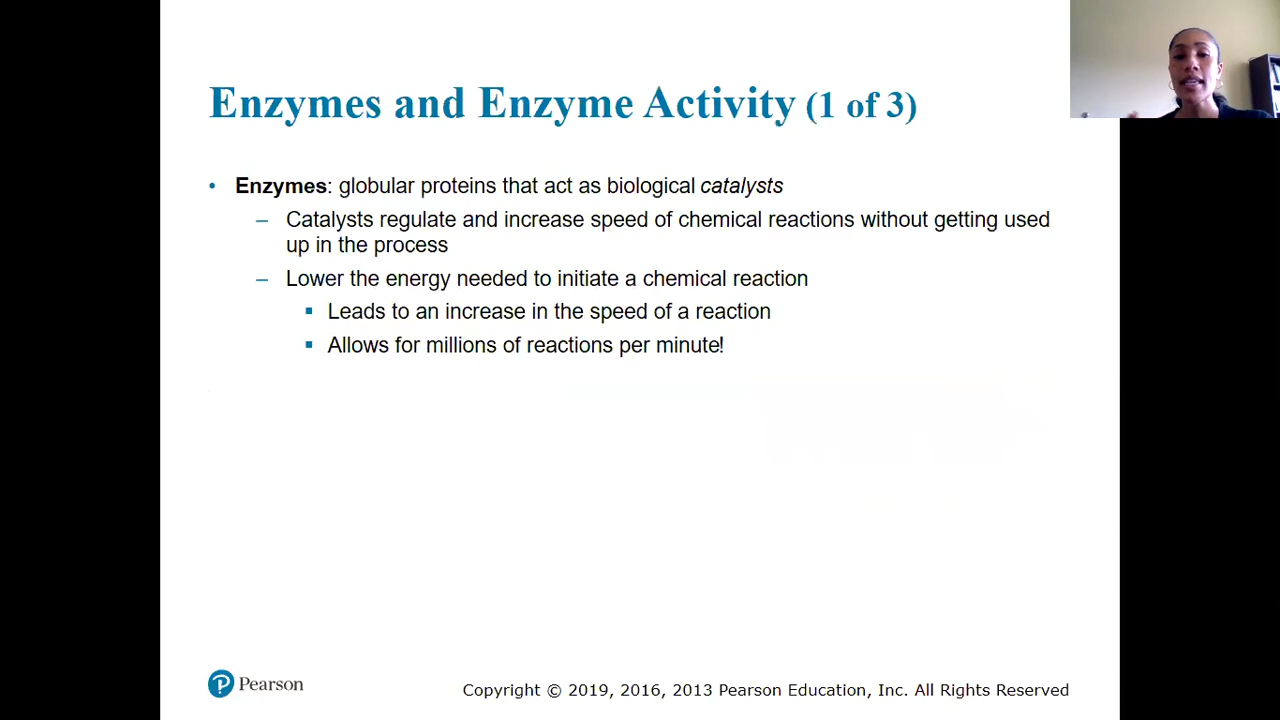 Enzymes and Enzyme Activity (1 of 3)
• Enzymes: globular proteins that act as biological catalysts
– Catalysts regulate and increase speed of chemical reactions without getting used
up in the process
– Lower the energy needed to initiate a chemical reaction
▪ Leads to an increase in the speed of a reaction
▪ Allows for millions of reactions per minute!
Pearson
Copyright © 2019, 2016, 2013 Pearson Education, Inc. All Rights Reserved